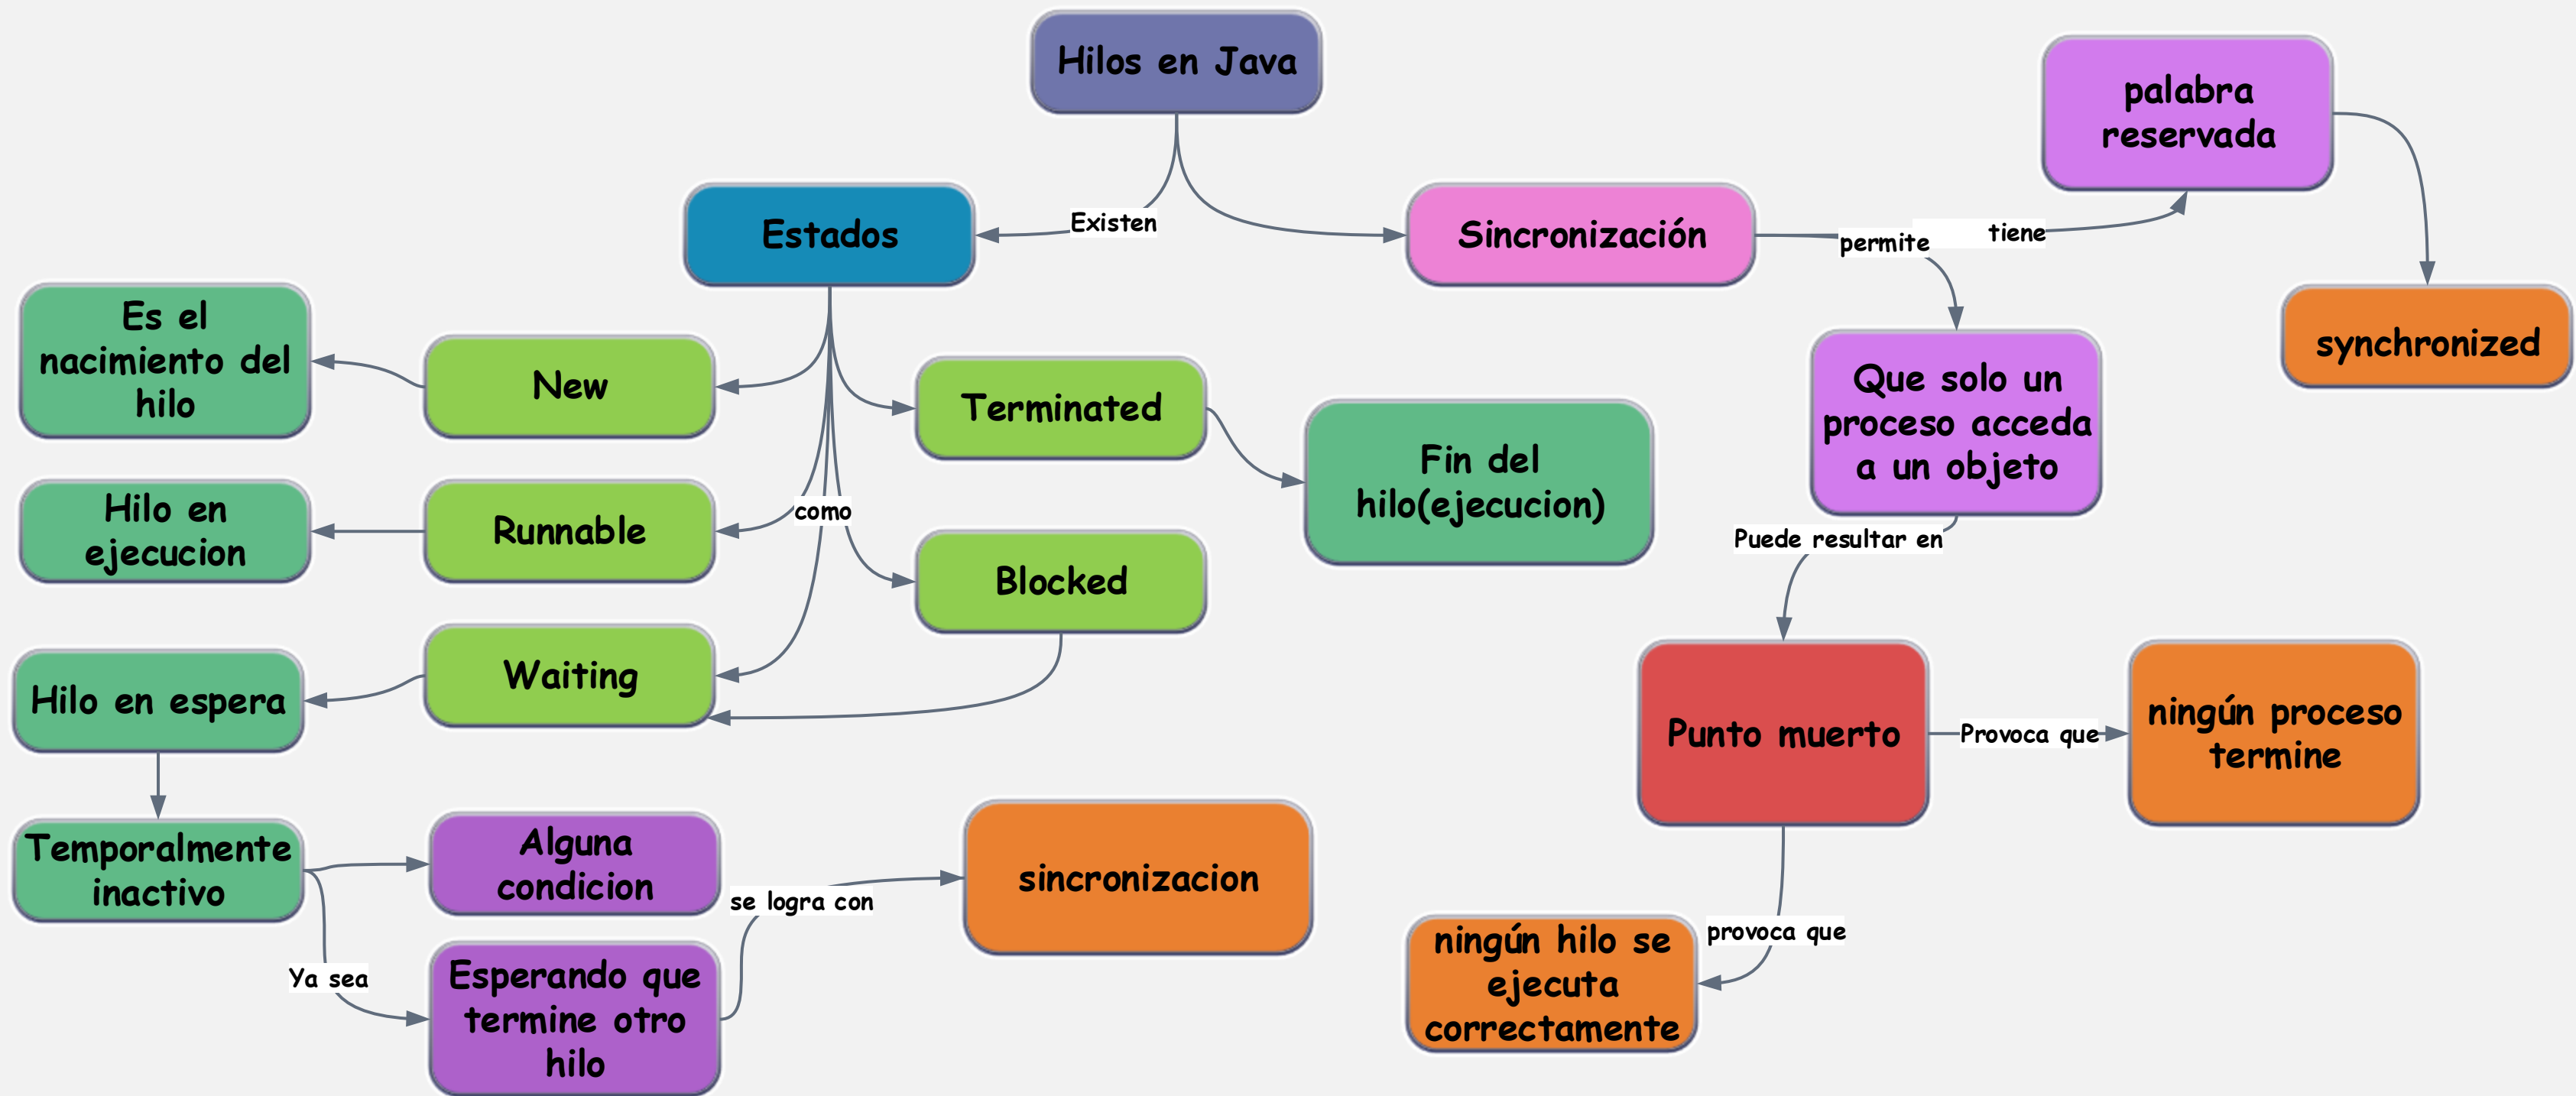 Hilos en Java
palabra
reservada
Existen
Estados
Sincronización
permite
tiene
synchronized
Es el
nacimiento del
hilo
New
Terminated
Que solo un
proceso acceda
a un objeto
Fin del
hilo(ejecucion)
Hilo en
ejecucion
Runnable
como
Blocked
Puede resultar en
Hilo en espera
Waiting
Punto muerto
Provoca que
ningún proceso
termine
Temporalmente
inactivo
Alguna
condicion
se logra con
sincronizacion
Ya sea
Esperando que
termine otro
hilo
provoca que
ningún hilo se
ejecuta
correctamente